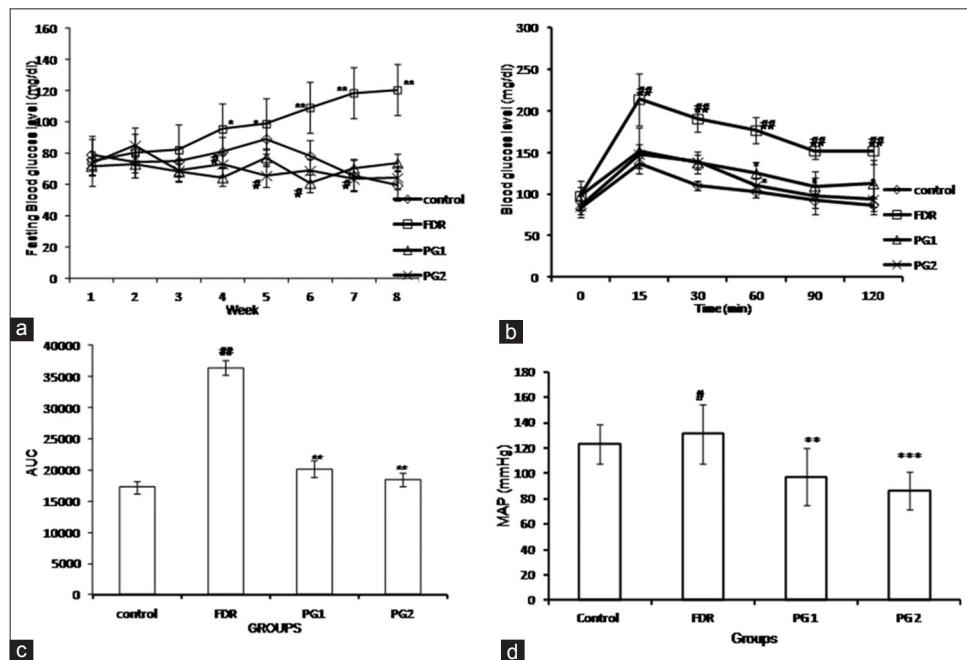 Fasting Blood glucose level (mg/dl)
160
140
120
100
80
60
40
20
0
*
*
**
**
**
#
#
#
#
control
FDR
PG1
PG2
1 2 3 4 5 6 7 8
Week
a
Blood glucose level (mg/dl)
300
250
200
150
100
50
0
##
##
##
##
##
control
FDR
PG1
PG2
0 15 30 60 90 120
Time (min)
b
AUC
40000
35000
30000
25000
20000
15000
10000
5000
0
##
**
**
control FDR PG1 PG2
GROUPS
c
MAP (mmHg)
180
160
140
120
100
80
60
40
20
0
#
**
***
Control FDR PG1 PG2
Groups
d